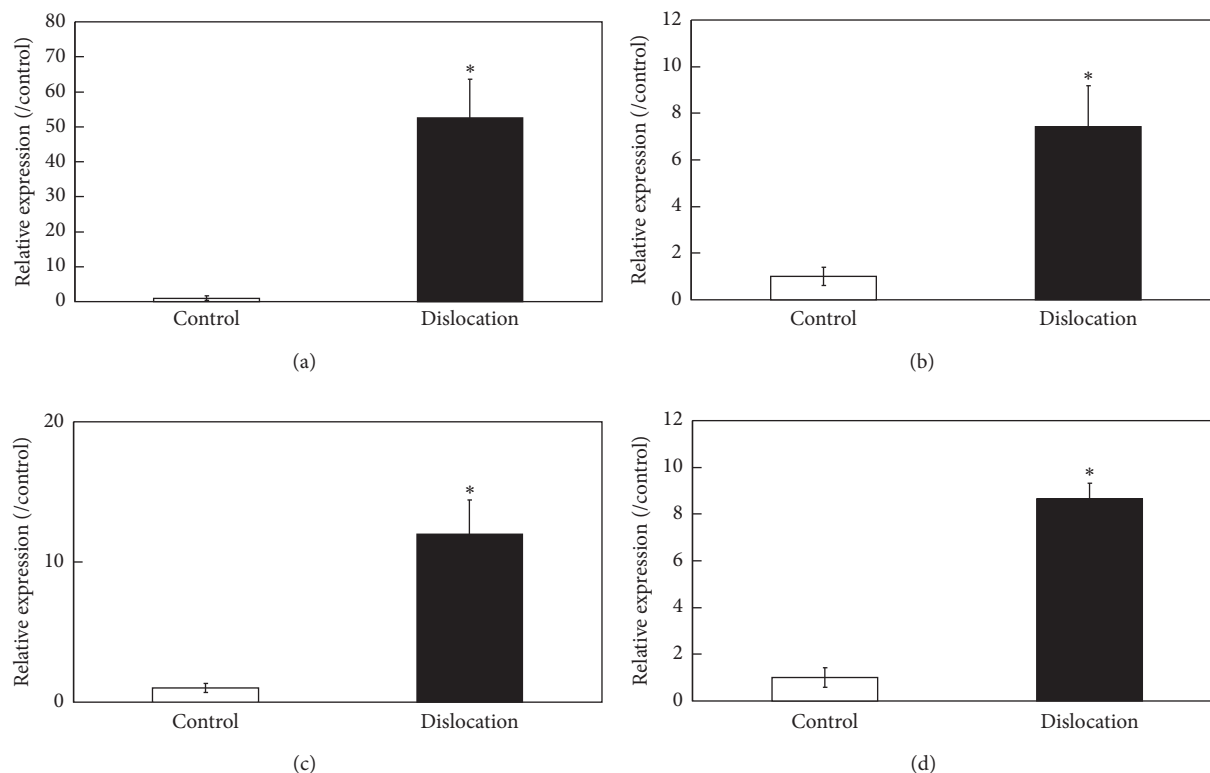 Relative expression (/control)
80
70
60
50
40
30
20
10
0
*
Control
Dislocation
(a)
Relative expression (/control)
12
10
8
6
4
2
0
*
Control
Dislocation
(b)
Relative expression (/control)
20
10
0
*
Control
Dislocation
(c)
Relative expression (/control)
12
10
8
6
4
2
0
*
Control
Dislocation
(d)